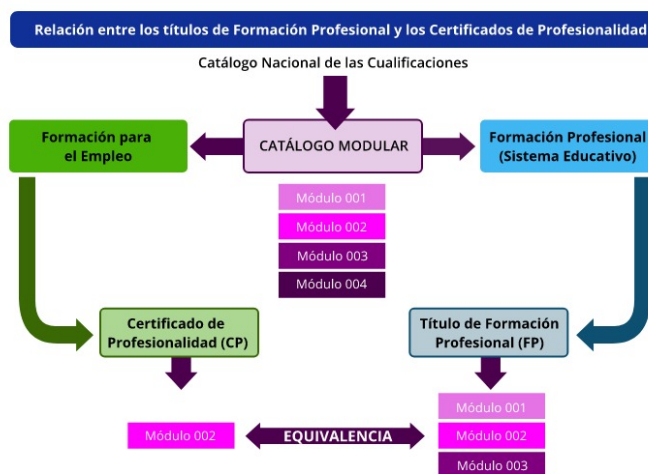 Relación entre los títulos de Formación Profesional y los Certificados de Profesionalidad
Catálogo Nacional de las Cualificaciones
Formación para
el Empleo
CATÁLOGO MODULAR
Formación Profesional
(Sistema Educativo)
Módulo 001
Módulo 002
Módulo 003
Módulo 004
Certificado de
Profesionalidad (CP)
Título de Formación
Profesional (FP)
Módulo 001
Módulo 002
EQUIVALENCIA
Módulo 002
Módulo 003